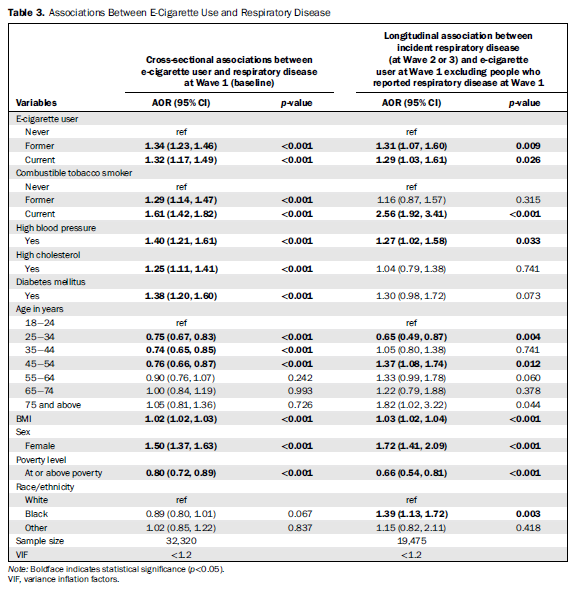 Table 3. Associations Between E-Cigarette Use and Respiratory Disease
Longitudinal association between
incident respiratory disease
Cross-sectional associations between (at Wave 2 or 3) and e-cigarette
e-cigarette user and respiratory disease user at Wave 1 excluding people who
at Wave 1 (baseline) reported respiratory disease at Wave 1
Variables AOR (95% CI) p-value AOR (95% CI) p-value
E-cigarette user
Never ref ref
Former 1.34 (1.23, 1.46) <0.001 1.31 (1.07, 1.60) 0.009
Current 1.32 (1.17, 1.49) <0.001 1.29 (1.03, 1.61) 0.026
Combustible tobacco smoker
Never ref ref
Former 1.29 (1.14, 1.47) <0.001 1.16 (0.87, 1.57) 0.315
Current 1.61 (1.42, 1.82) <0.001 2.56 (1.92, 3.41) <0.001
High blood pressure
Yes 1.40 (1.21, 1.61) <0.001 1.27 (1.02, 1.58) 0.033
High cholesterol
Yes 1.25 (1.11, 1.41) <0.001 1.04 (0.79, 1.38) 0.741
Diabetes mellitus
Yes 1.38 (1.20, 1.60) <0.001 1.30 (0.98, 1.72) 0.073
Age in years
18–24 ref ref
25–34 0.75 (0.67, 0.83) <0.001 0.65 (0.49, 0.87) 0.004
35–44 0.74 (0.65, 0.85) <0.001 1.05 (0.80, 1.38) 0.741
45–54 0.76 (0.66, 0.87) <0.001 1.37 (1.08, 1.74) 0.012
55–64 0.90 (0.76, 1.07) 0.242 1.33 (0.99, 1.78) 0.060
65–74 1.00 (0.84, 1.19) 0.993 1.22 (0.79, 1.88) 0.378
75 and above 1.05 (0.81, 1.36) 0.726 1.82 (1.02, 3.22) 0.044
BMI 1.02 (1.02, 1.03) <0.001 1.03 (1.02, 1.04) <0.001
Sex
Female 1.50 (1.37, 1.63) <0.001 1.72 (1.41, 2.09) <0.001
Poverty level
At or above poverty 0.80 (0.72, 0.89) <0.001 0.66 (0.54, 0.81) <0.001
Race/ethnicity
White ref ref
Black 0.89 (0.80, 1.01) 0.067 1.39 (1.13, 1.72) 0.003
Other 1.02 (0.85, 1.22) 0.837 1.15 (0.82, 2.11) 0.418
Sample size 32,320 19,475
VIF <1.2 <1.2
Note: Boldface indicates statistical significance (p<0.05).
VIF, variance inflation factors.